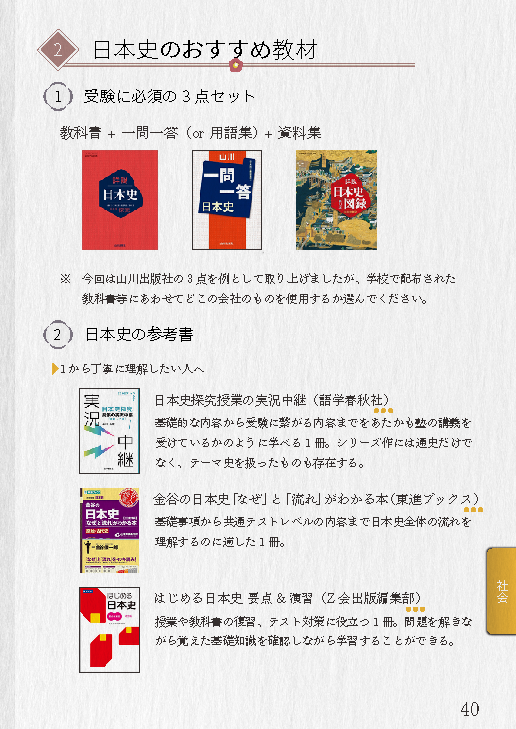 2 日本史のおすすめ教材
1 受験に必須の3点セット
教科書 + 一問一答（or 用語集）+ 資料集
詳説
日本史
山川
一問
一答
日本史
詳説
日本史
図録
※ 今回は山川出版社の3点を例として取り上げましたが、学校で配布された
教科書等にあわせてどこの会社のものを使用するか選んでください。
2 日本史の参考書
▶1から丁寧に理解したい人へ
実況
中継
日本史探究授業の実況中継（語学春秋社）
基礎的な内容から受験に繋がる内容までをあたかも塾の講義を
受けているかのように学べる1冊。シリーズ作には通史だけで
なく、テーマ史を扱ったものも存在する。
金谷の
日本史
なぜと流れがわかる本
金谷の日本史「なぜ」と「流れ」がわかる本（東進ブックス）
基礎事項から共通テストレベルの内容まで日本史全体の流れを
理解するのに適した1冊。
はじめる
日本史
はじめる日本史 要点&演習（Z会出版編集部）
授業や教科書の復習、テスト対策に役立つ1冊。問題を解きな
がら覚えた基礎知識を確認しながら学習することができる。
社会
40